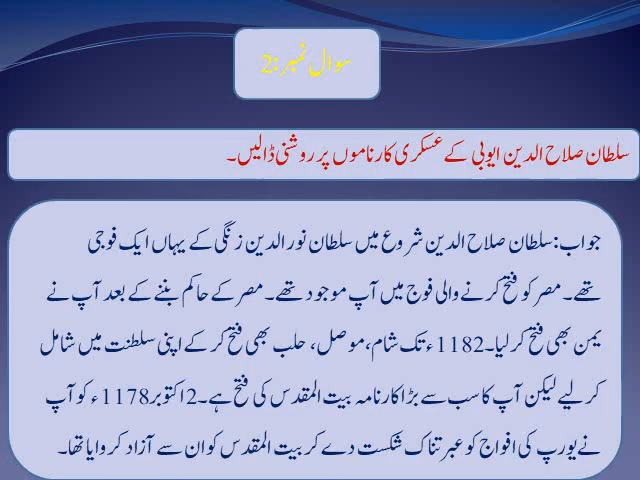 سوال نمبر:2
سلطان صلاح الدین ایوبی کے عسکری کارناموں پر روشنی ڈالیں۔
جواب: سلطان صلاح الدین شروع میں سلطان نورالدین زنگی کے یہاں ایک فوجی
تھے۔ مصر کو فتح کرنے والی فوج میں آپ موجود تھے۔ مصر کے حاکم بننے کے بعد آپ نے
یمن بھی فتح کر لیا۔1182ء تک شام،موصل، حلب بھی فتح کر کے اپنی سلطنت میں شامل
کر لیے لیکن آپ کا سب سے بڑا کارنامہ بیت المقدس کی فتح ہے۔2 اکتوبر1178ء کو آپ
نے یورپ کی افواج کو عبرتناک شکست دے کر بیت المقدس کو ان سے آزاد کروایا تھا۔